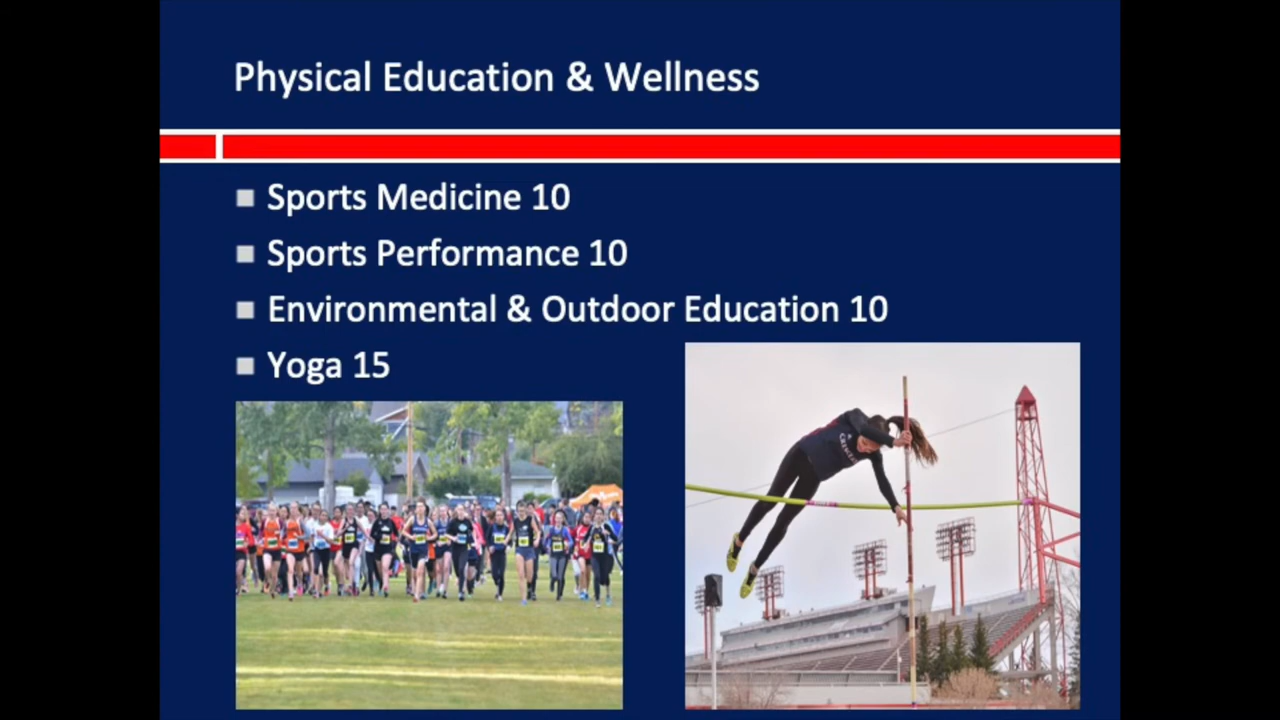 Physical Education & Wellness
Sports Medicine 10
Sports Performance 10
Environmental & Outdoor Education 10
Yoga 15